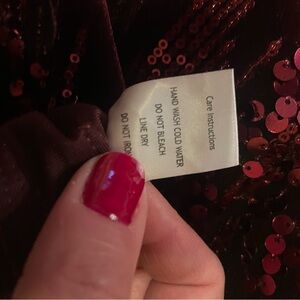 Care Instructions
HAND WASH COLD WATER
DO NOT BLEACH
LINE DRY
DO NOT IRON